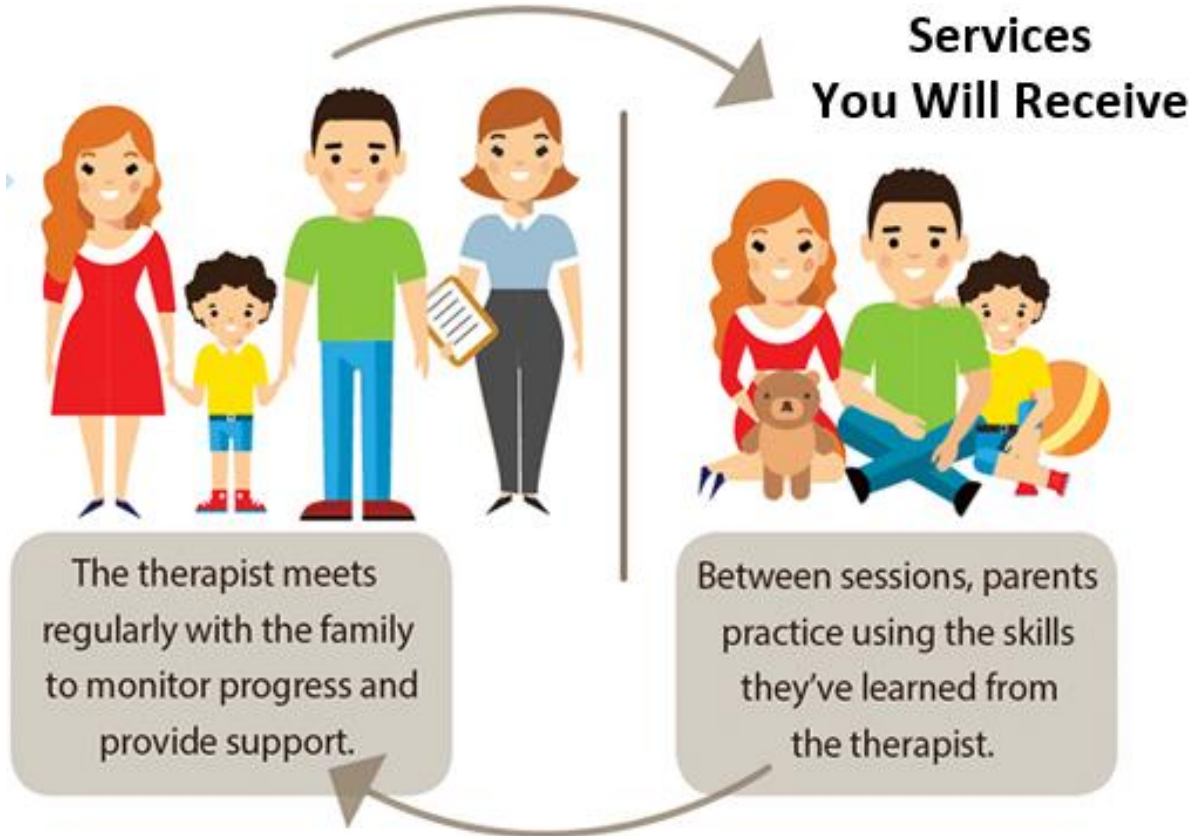 Services
You Will Receive
The therapist meets
regularly with the family
to monitor progress and
provide support.
Between sessions, parents
practice using the skills
they’ve learned from
the therapist.